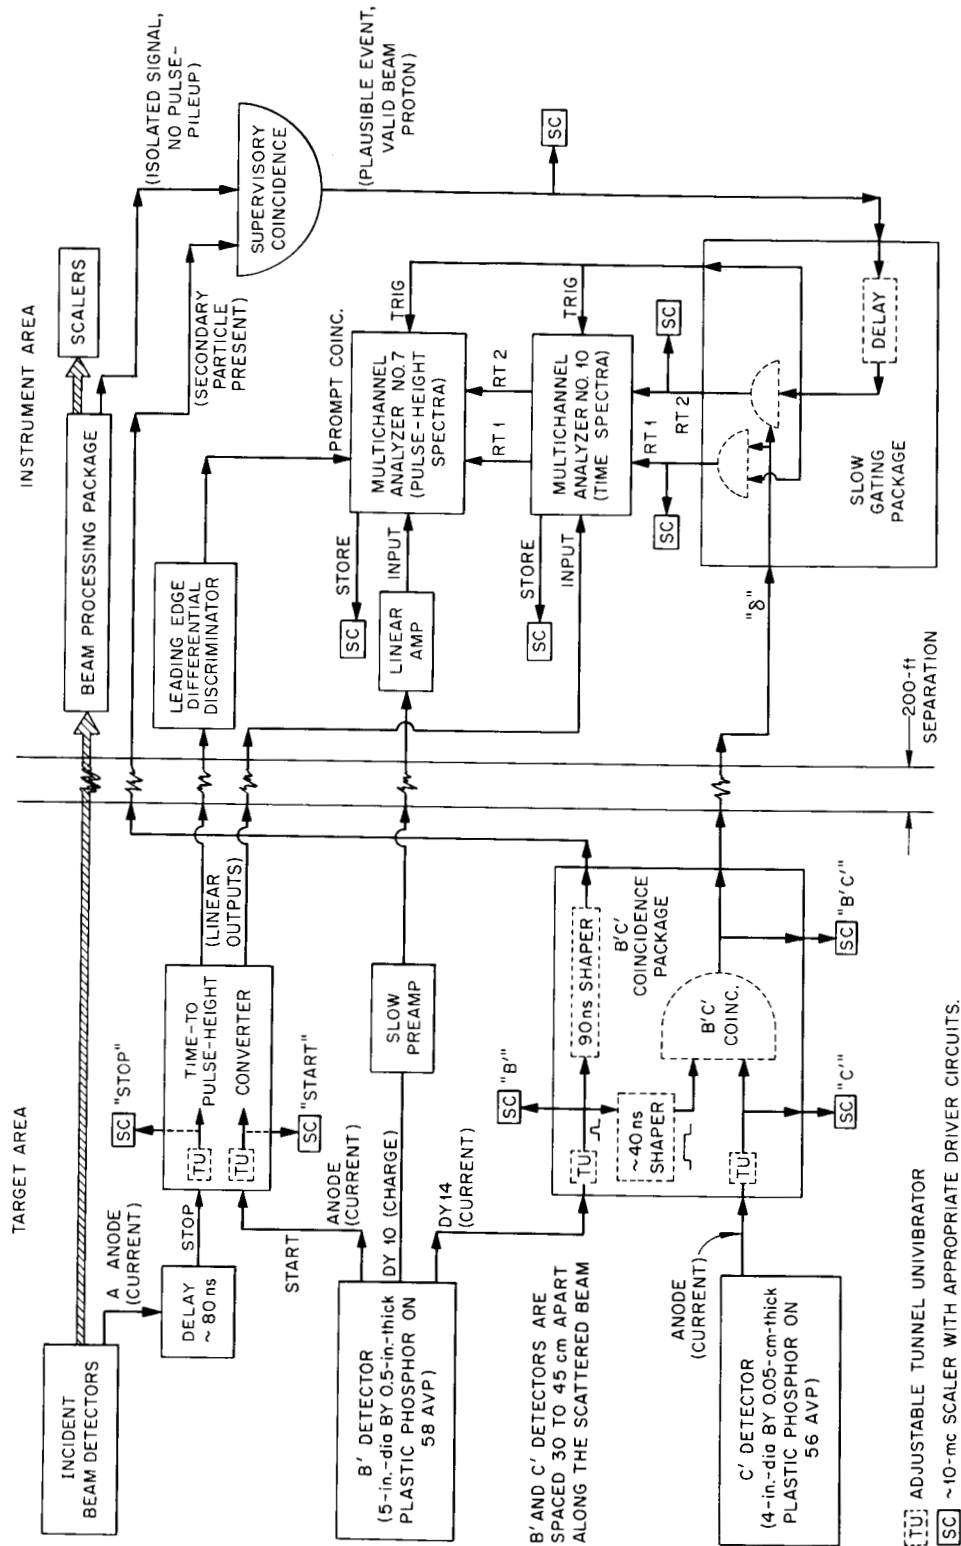 TARGET AREA
INSTRUMENT AREA
INCIDENT
BEAM DETECTORS
A ANODE
(CURRENT)
DELAY
~80 ns
STOP
START
SC "STOP"
TU
TIME-TO
PULSE-HEIGHT
TU
CONVERTER
SC "START"
(LINEAR
OUTPUTS)
BEAM PROCESSING PACKAGE
SCALERS
(ISOLATED SIGNAL,
NO PULSE-
PILEUP)
(SECONDARY
PARTICLE
PRESENT)
SUPERVISORY
COINCIDENCE
(PLAUSIBLE EVENT,
VALID BEAM
PROTON)
SC
LEADING EDGE
DIFFERENTIAL
DISCRIMINATOR
PROMPT COINC.
MULTICHANNEL
ANALYZER NO. 7
(PULSE-HEIGHT
SPECTRA)
TRIG
STORE
SC
INPUT
LINEAR
AMP
RT 1
RT 2
MULTICHANNEL
ANALYZER NO. 10
(TIME SPECTRA)
TRIG
STORE
SC
INPUT
RT 1
RT 2
SC
SC
DELAY
SLOW
GATING
PACKAGE
"δ"
200-ft
SEPARATION
B' DETECTOR
(5-in.-dia BY 0.5-in-thick
PLASTIC PHOSPHOR ON
58 AVP)
ANODE
(CURRENT)
DY 10 (CHARGE)
DY14
(CURRENT)
SLOW
PREAMP
B' AND C' DETECTORS ARE
SPACED 30 TO 45 cm APART
ALONG THE SCATTERED BEAM
SC "B'"
TU
90 ns SHAPER
~40 ns
SHAPER
B'C'
COINCIDENCE
PACKAGE
B'C'
COINC.
TU
SC "C'"
SC "B'C'"
ANODE
(CURRENT)
C' DETECTOR
(4-in.-dia BY 0.05-cm-thick
PLASTIC PHOSPHOR ON
56 AVP)
TU ADJUSTABLE TUNNEL UNIVIBRATOR
SC ~10-mc SCALER WITH APPROPRIATE DRIVER CIRCUITS.